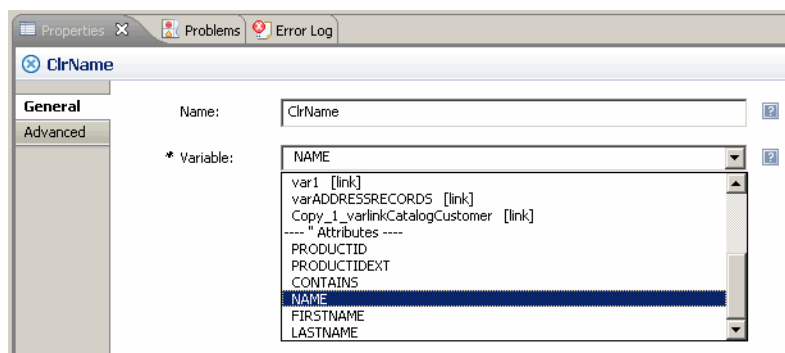 Properties Problems Error Log
ClrName
General
Name: ClrName ?
Advanced
* Variable: NAME ?
var1 [link]
varADDRESSRECORDS [link]
Copy_1_varlinkCatalogCustomer [link]
---- " Attributes ----
PRODUCTID
PRODUCTIDEXT
CONTAINS
NAME
FIRSTNAME
LASTNAME